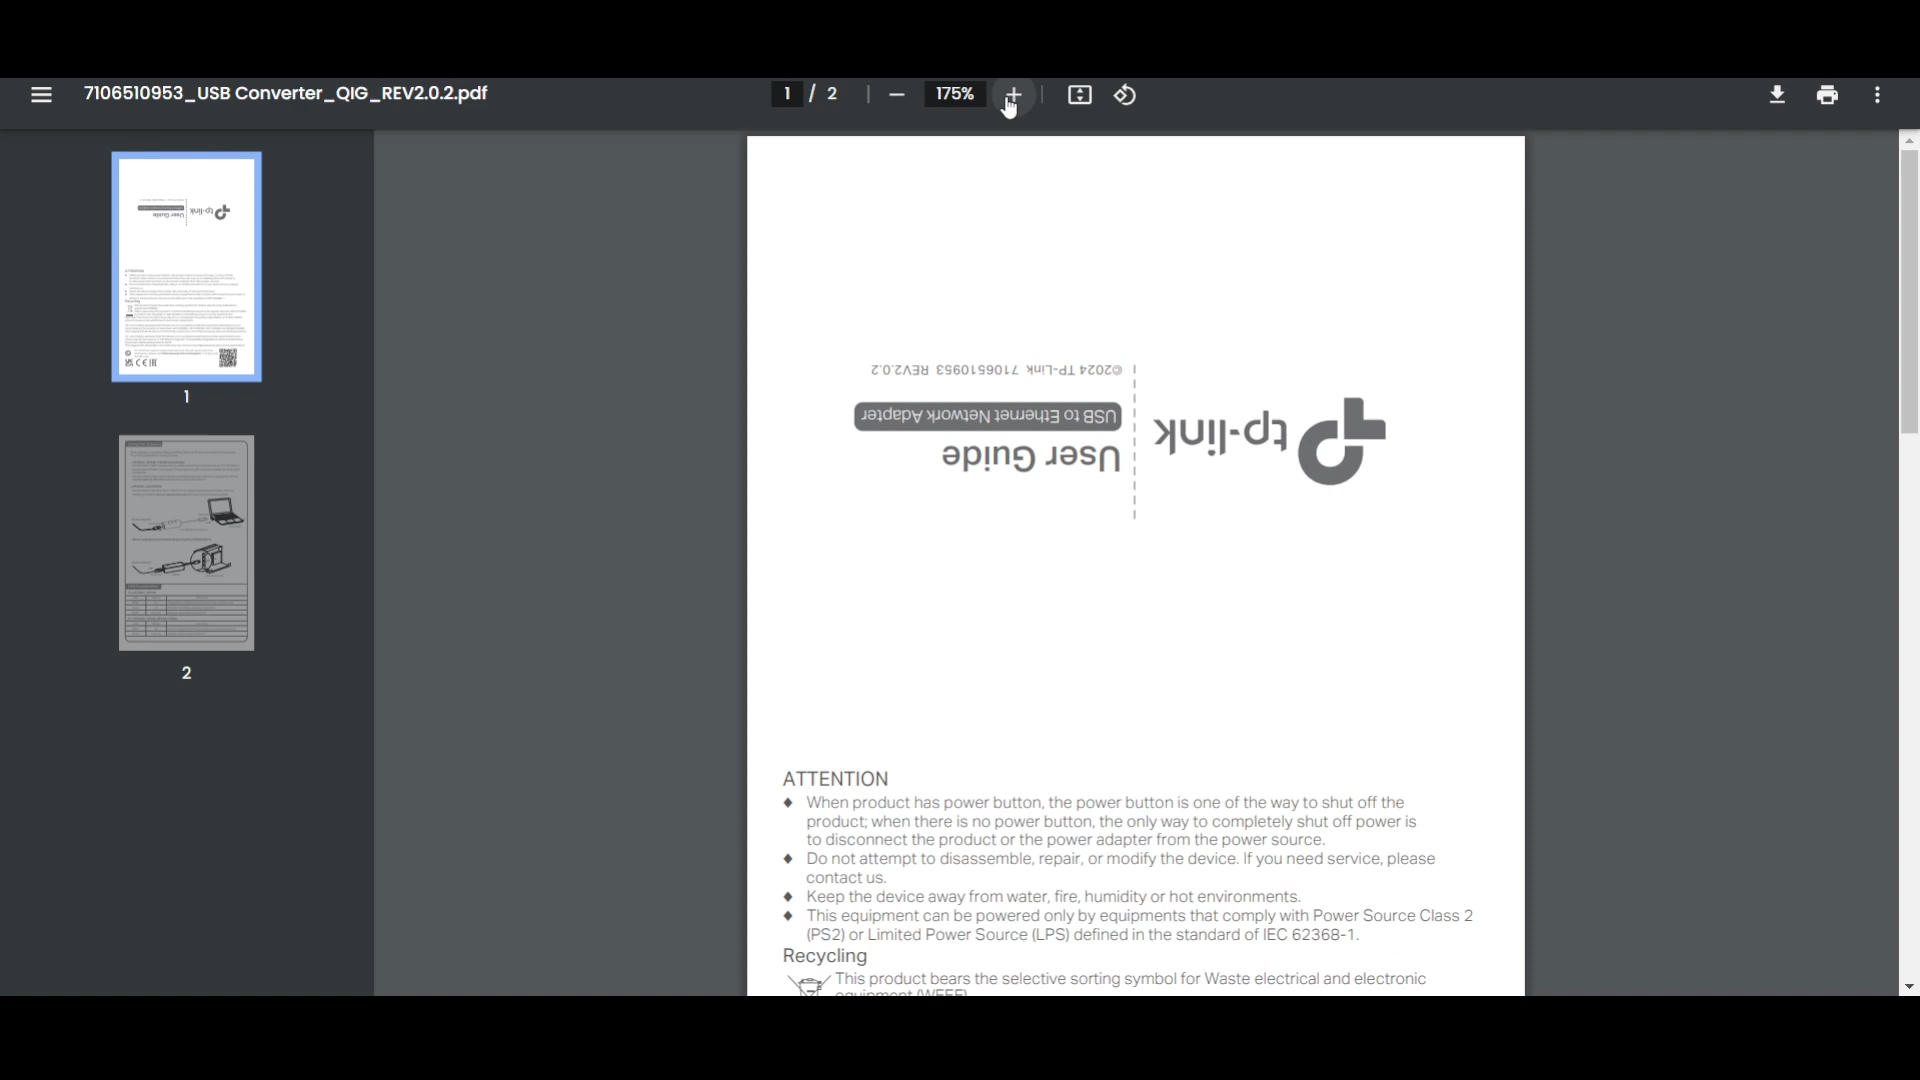 7106510953_USB Converter_QIG_REV2.0.2.pdf
1 / 2
175%
tp-link
User Guide
USB to Ethernet Network Adapter
©2024 TP-Link 7106510953 REV2.0.2
ATTENTION
When product has power button, the power button is one of the way to shut off the
product; when there is no power button, the only way to completely shut off power is
to disconnect the product or the power adapter from the power source.
Do not attempt to disassemble, repair, or modify the device. If you need service, please
contact us.
Keep the device away from water, fire, humidity or hot environments.
This equipment can be powered only by equipments that comply with Power Source Class 2
(PS2) or Limited Power Source (LPS) defined in the standard of IEC 62368-1.
Recycling
This product bears the selective sorting symbol for Waste electrical and electronic
equipment (WEEE).
tp-link
User Guide
ATTENTION
Recycling
1
2